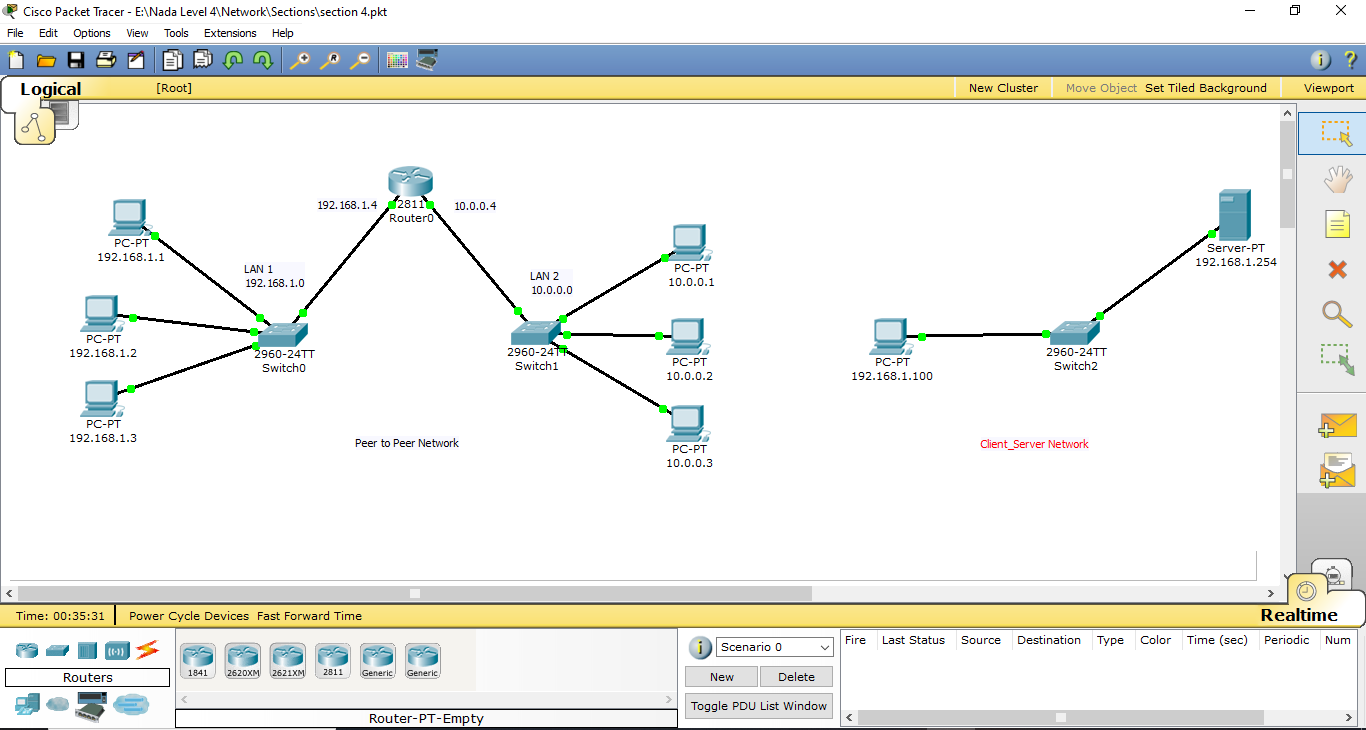 Cisco Packet Tracer - E:\Nada Level 4\Network\Sections\section 4.pkt
File Edit Options View Tools Extensions Help
Logical
[Root]
New Cluster
Move Object
Set Tiled Background
Viewport
192.168.1.4
2811
Router0
10.0.0.4
PC-PT
192.168.1.1
LAN 1
192.168.1.0
PC-PT
192.168.1.2
2960-24TT
Switch0
PC-PT
192.168.1.3
LAN 2
10.0.0.0
PC-PT
10.0.0.1
2960-24TT
Switch1
PC-PT
10.0.0.2
PC-PT
10.0.0.3
Peer to Peer Network
Server-PT
192.168.1.254
PC-PT
192.168.1.100
2960-24TT
Switch2
Client_Server Network
Time: 00:35:31
Power Cycle Devices Fast Forward Time
Realtime
Routers
1841
2620XM
2621XM
2811
Generic
Generic
Router-PT-Empty
Scenario 0
New
Delete
Toggle PDU List Window
Fire Last Status Source Destination Type Color Time (sec) Periodic Num